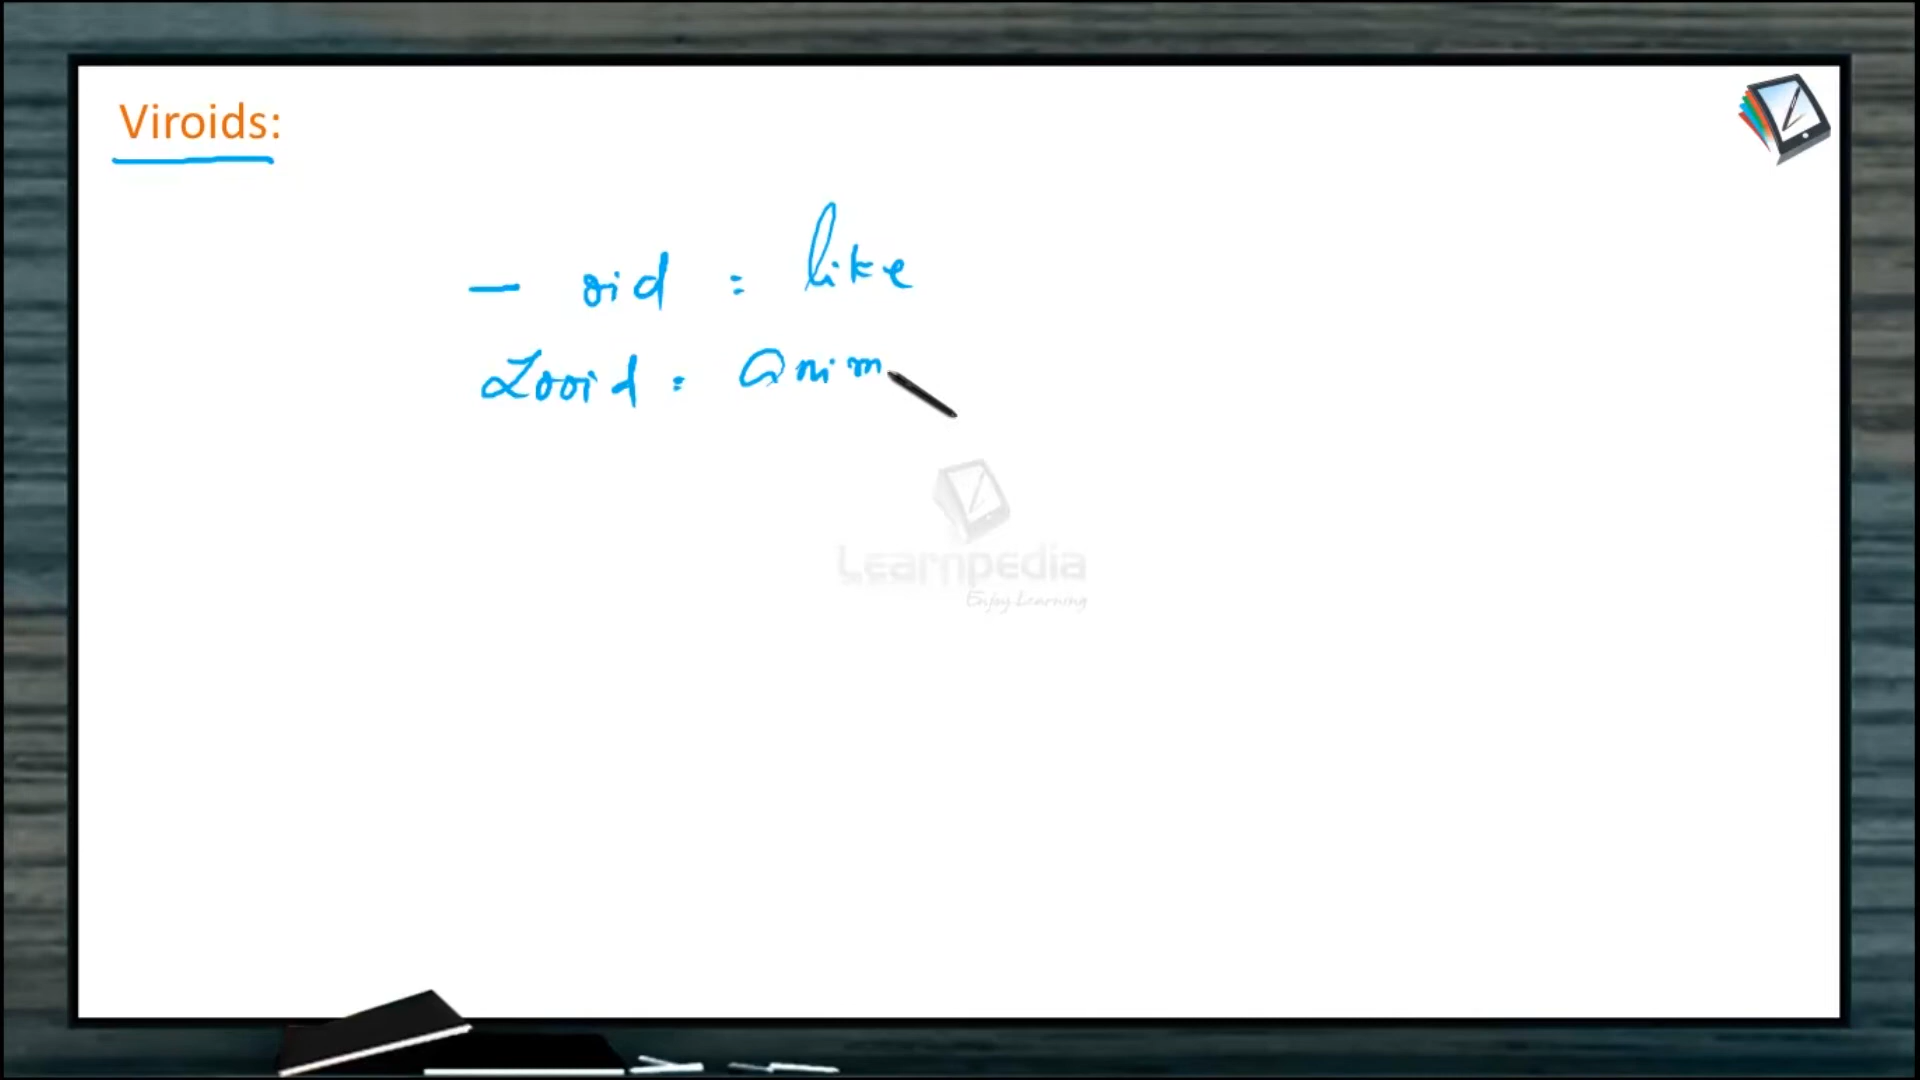 Viroids:
- oid : like
Zooid : Anim
Learnpedia
Enjoy Learning